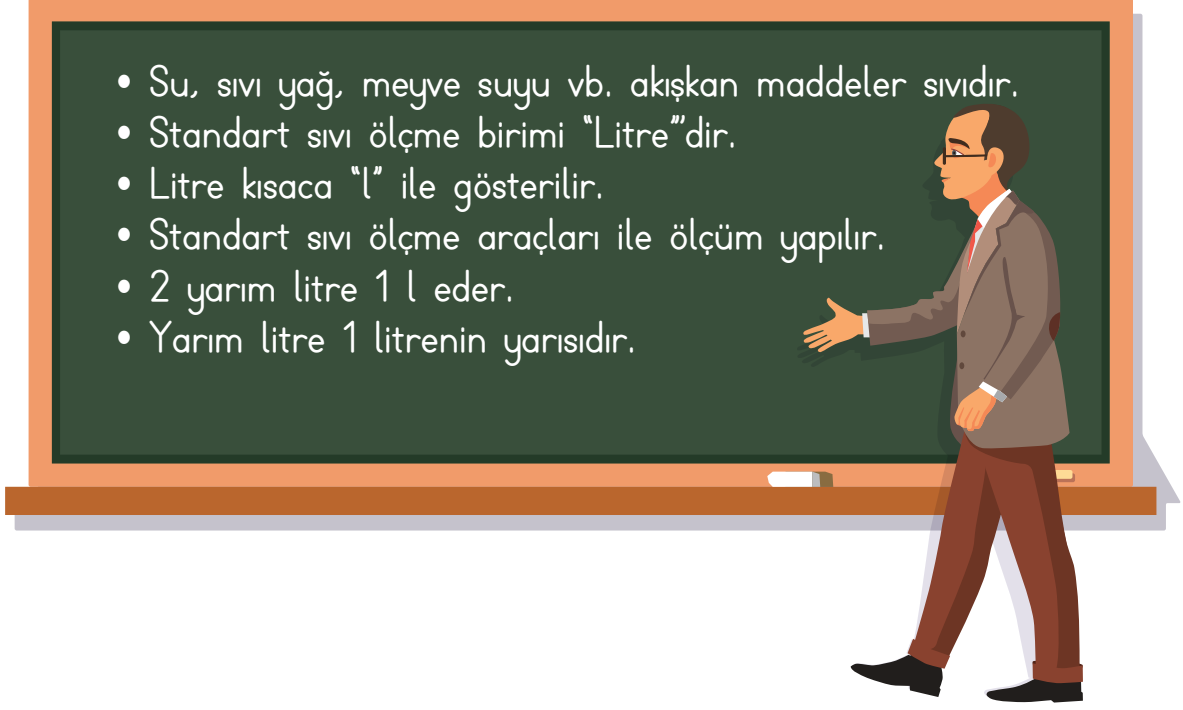 • Su, sıvı yağ, meyve suyu vb. akışkan maddeler sıvıdır.
• Standart sıvı ölçme birimi “Litre”’dir.
• Litre kısaca “l” ile gösterilir.
• Standart sıvı ölçme araçları ile ölçüm yapılır.
• 2 yarım litre 1 l eder.
• Yarım litre 1 litrenin yarısıdır.